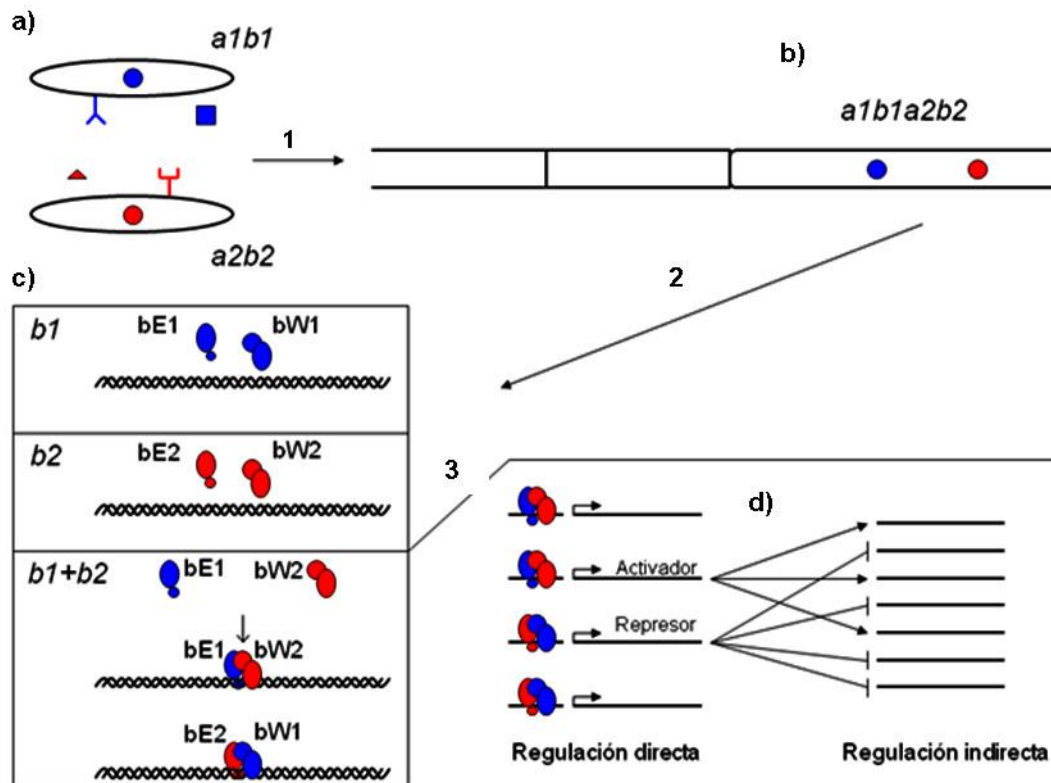 a)
a1b1
1
a2b2
b)
a1b1a2b2
2
c)
b1
bE1 bW1
b2
bE2 bW2
b1+b2
bE1 bW2
bE1 bW2
bE2 bW1
3
d)
Activador
Represor
Regulación directa
Regulación indirecta